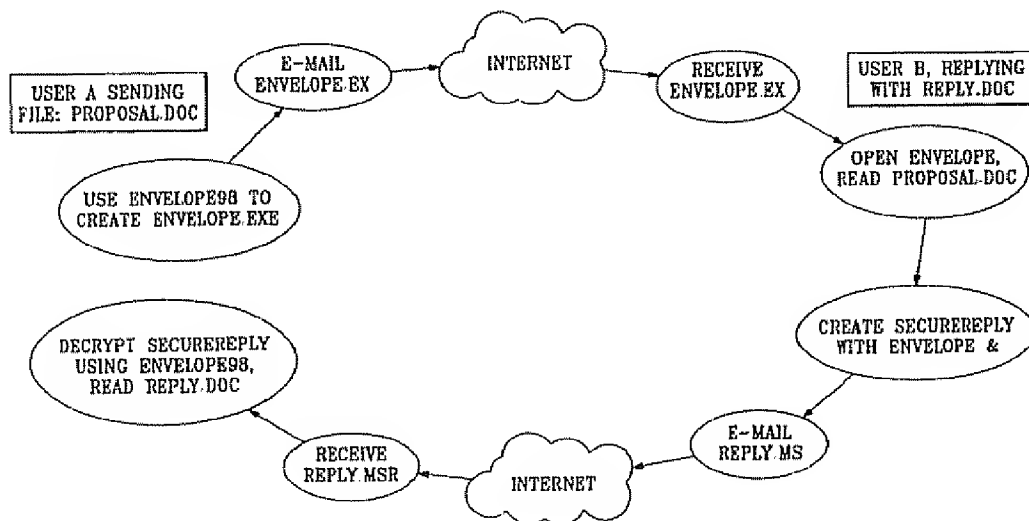 USER A SENDING
FILE: PROPOSAL.DOC
E-MAIL
ENVELOPE.EX
INTERNET
RECEIVE
ENVELOPE.EX
USER B, REPLYING
WITH REPLY.DOC
OPEN ENVELOPE,
READ PROPOSAL.DOC
USE ENVELOPE98 TO
CREATE ENVELOPE.EXE
CREATE SECUREREPLY
WITH ENVELOPE &
DECRYPT SECUREREPLY
USING ENVELOPE98,
READ REPLY.DOC
E-MAIL
REPLY.MS
INTERNET
RECEIVE
REPLY.MSR